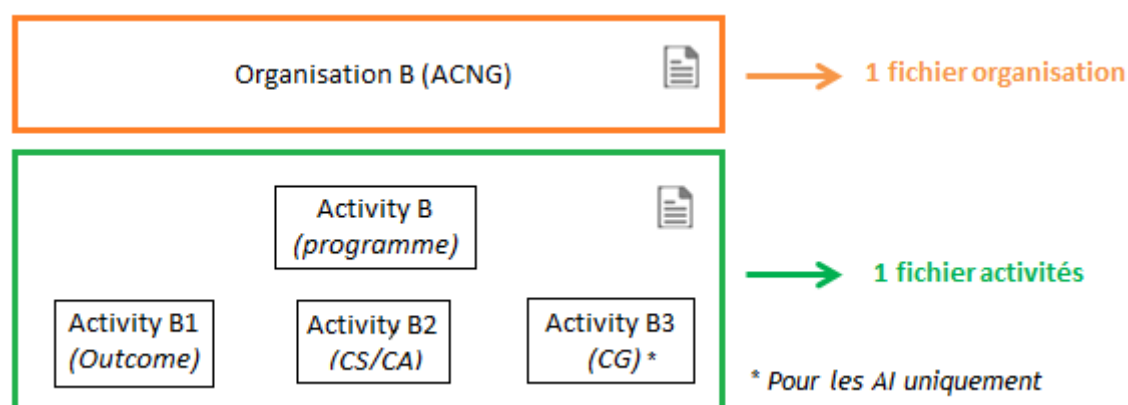 Organisation B (ACNG)
1 fichier organisation
Activity B
(programme)
1 fichier activités
Activity B1
(Outcome)
Activity B2
(CS/CA)
Activity B3
(CG) *
* Pour les AI uniquement